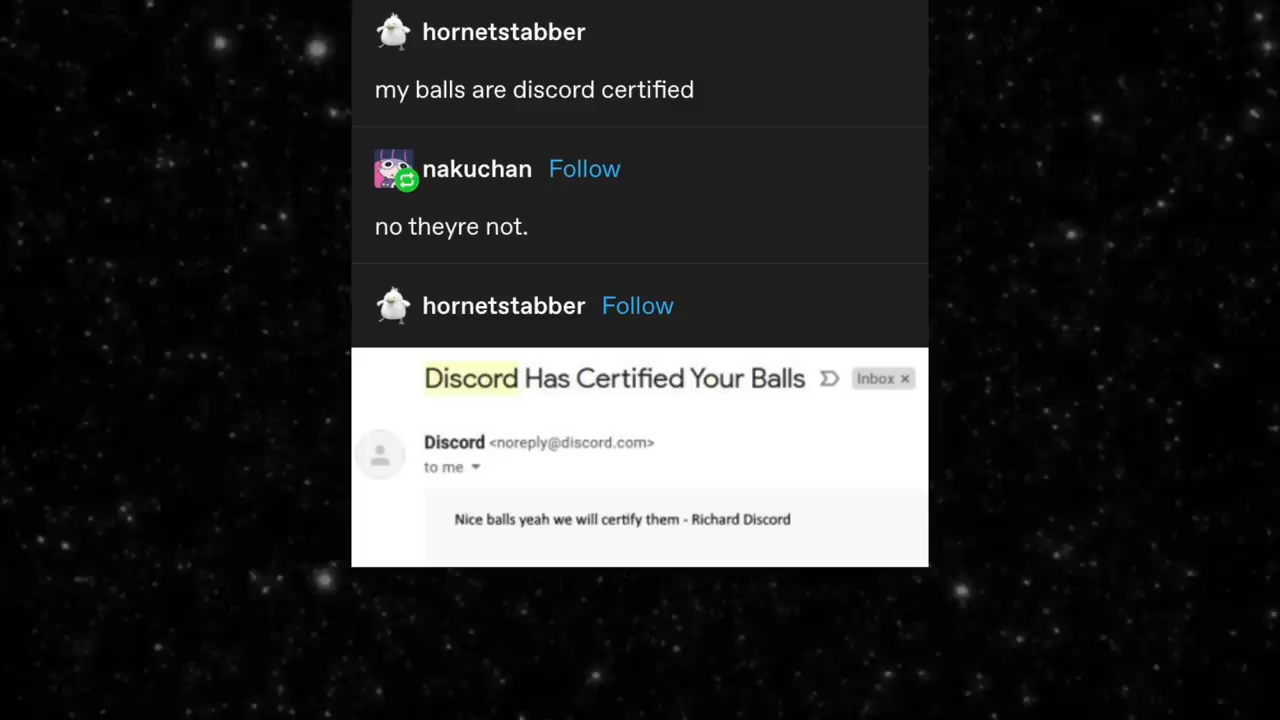 hornetstabber
my balls are discord certified
nakuchan Follow
no theyre not.
hornetstabber Follow
Discord Has Certified Your Balls Inbox ×
Discord <noreply@discord.com>
to me
Nice balls yeah we will certify them - Richard Discord